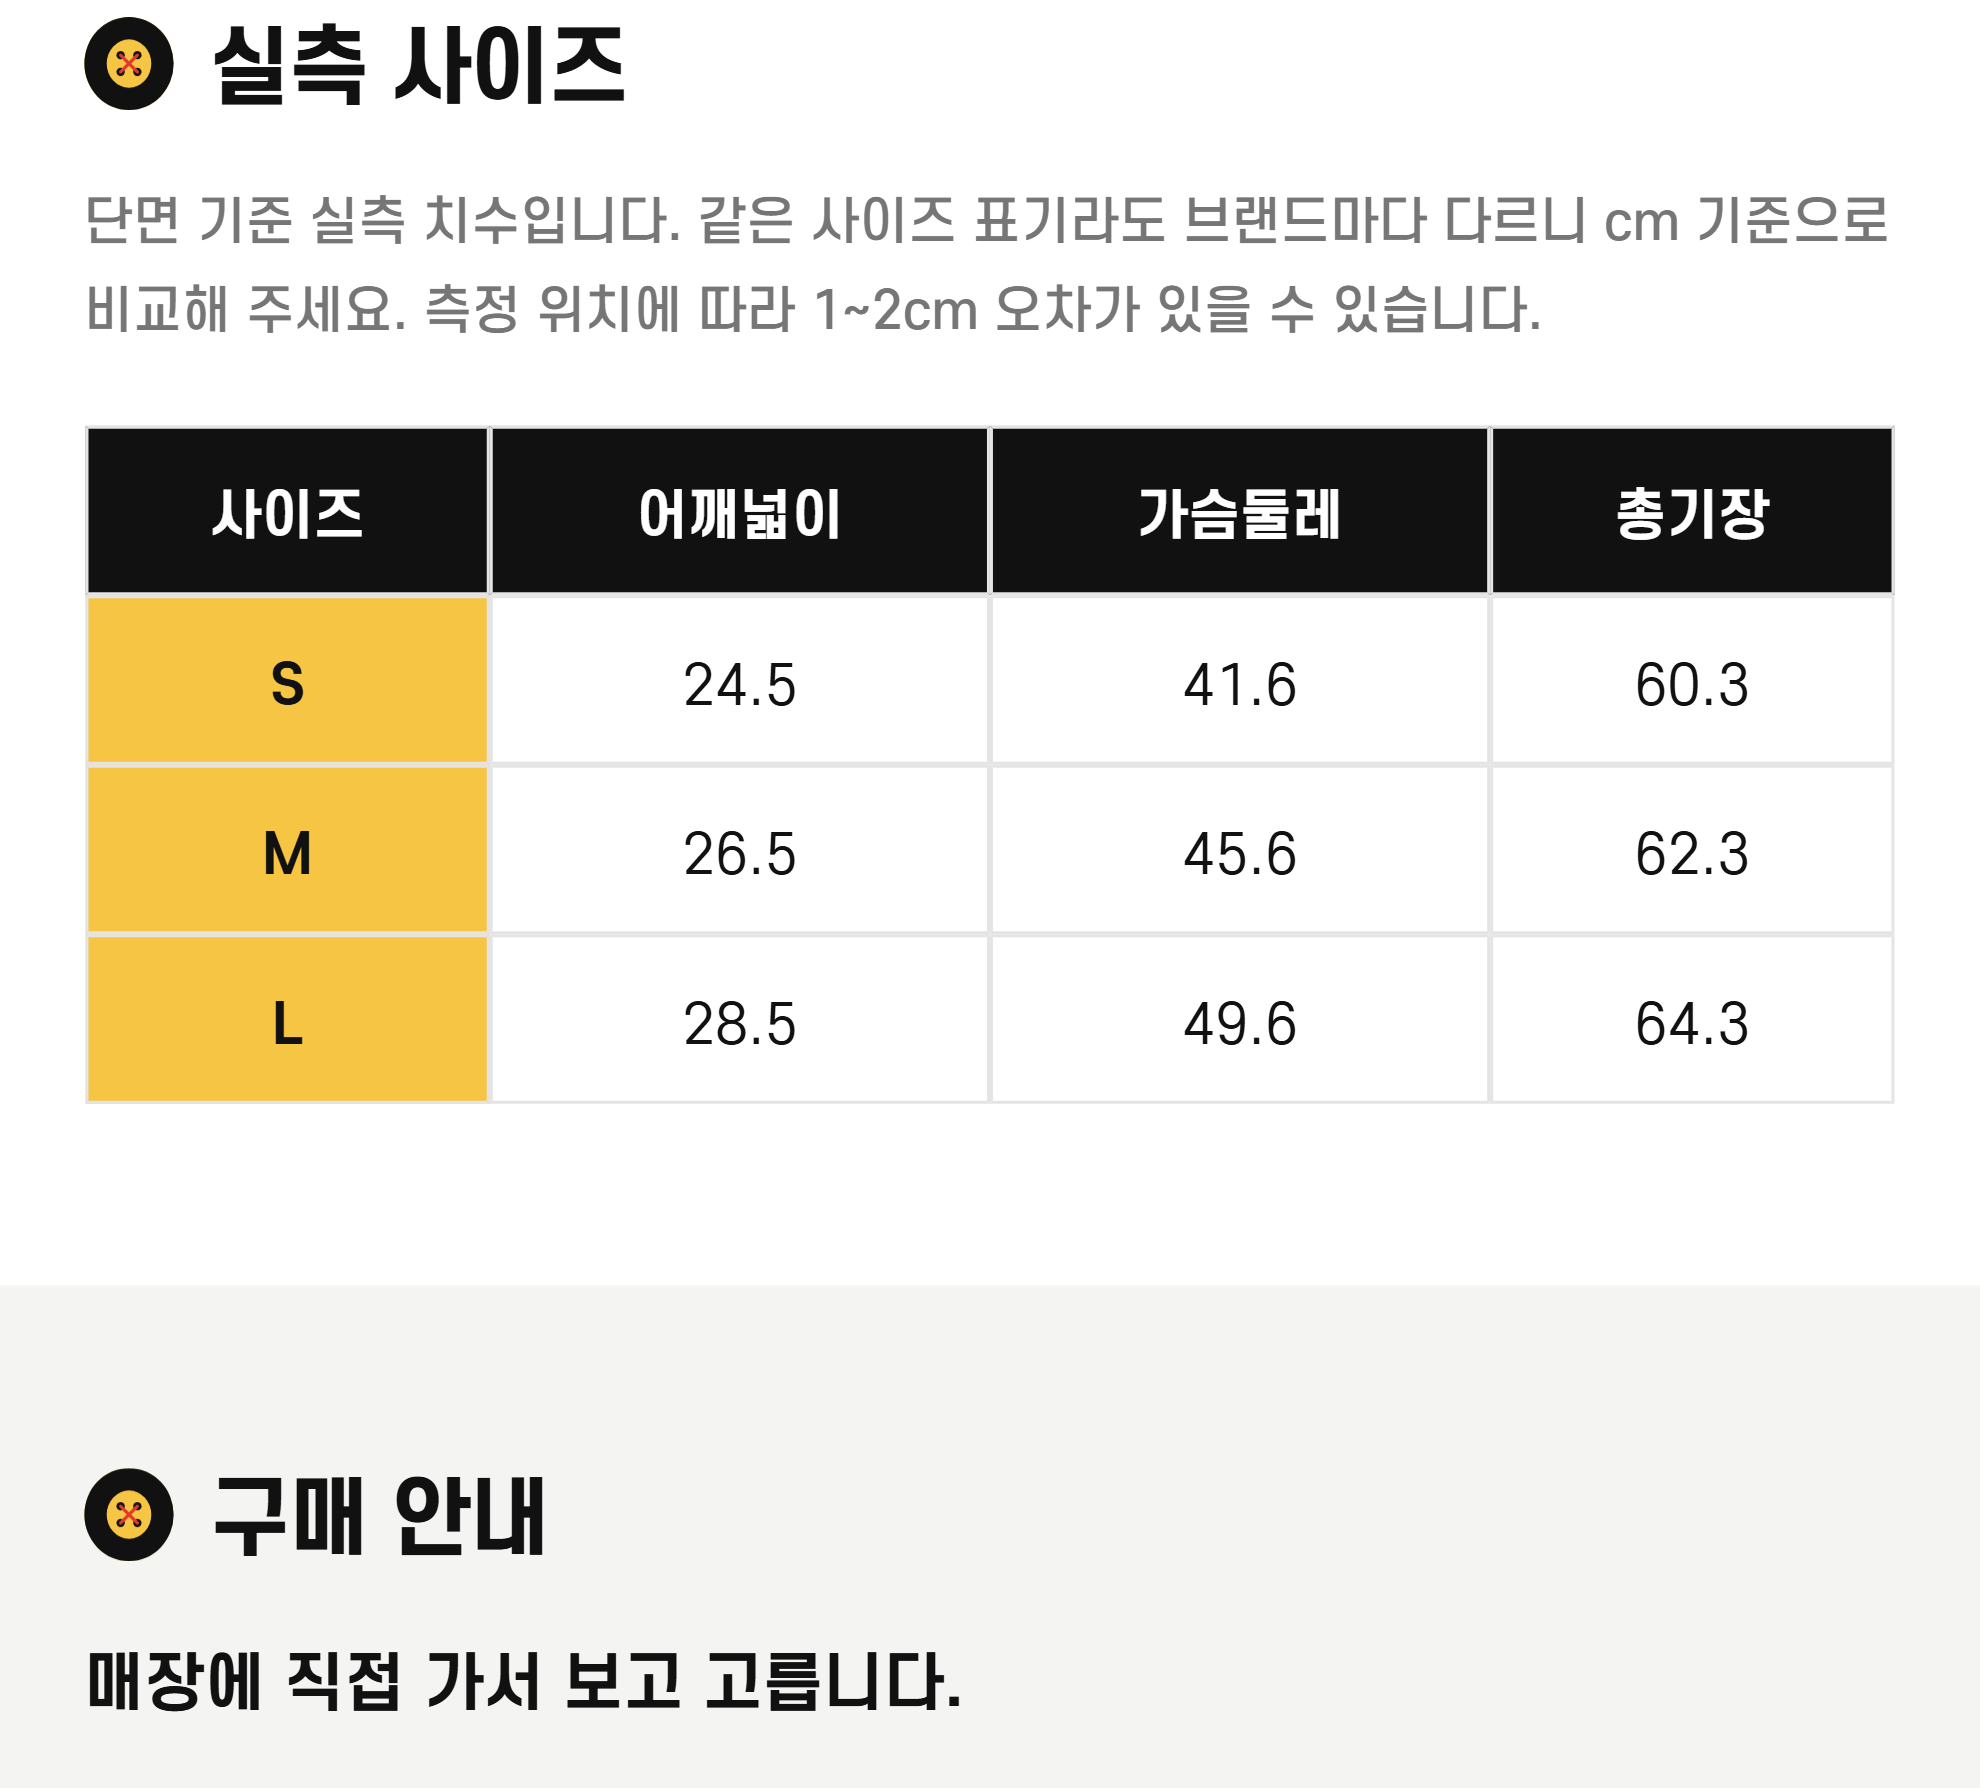 실측 사이즈
단면 기준 실측 치수입니다. 같은 사이즈 표기라도 브랜드마다 다르니 cm 기준으로
비교해 주세요. 측정 위치에 따라 1~2cm 오차가 있을 수 있습니다.
사이즈 어깨넓이 가슴둘레 총기장
S 24.5 41.6 60.3
M 26.5 45.6 62.3
L 28.5 49.6 64.3
구매 안내
매장에 직접 가서 보고 고릅니다.